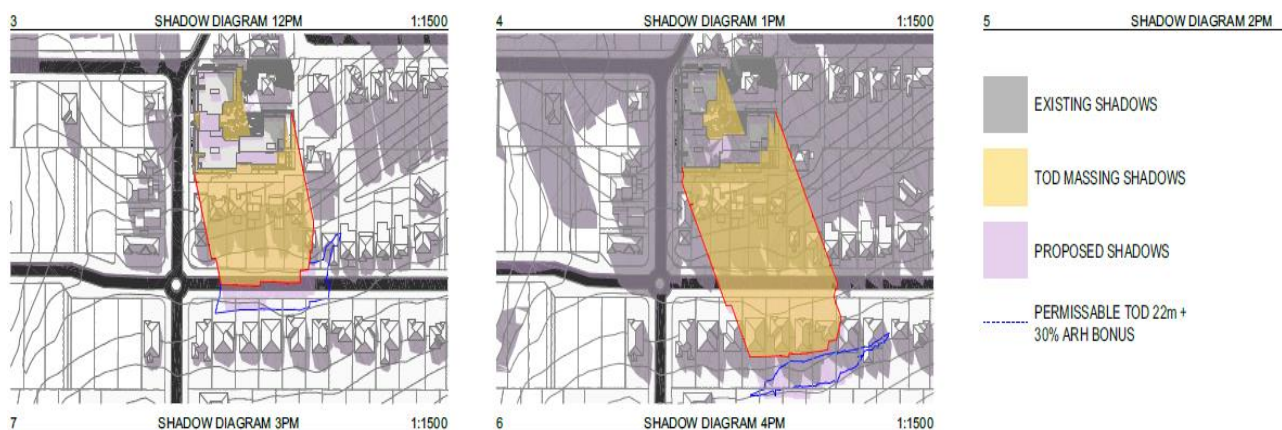 3 SHADOW DIAGRAM 12PM 1:1500
4 SHADOW DIAGRAM 1PM 1:1500
5 SHADOW DIAGRAM 2PM
EXISTING SHADOWS
TOD MASSING SHADOWS
PROPOSED SHADOWS
PERMISSABLE TOD 22m +
30% ARH BONUS
7 SHADOW DIAGRAM 3PM 1:1500
6 SHADOW DIAGRAM 4PM 1:1500